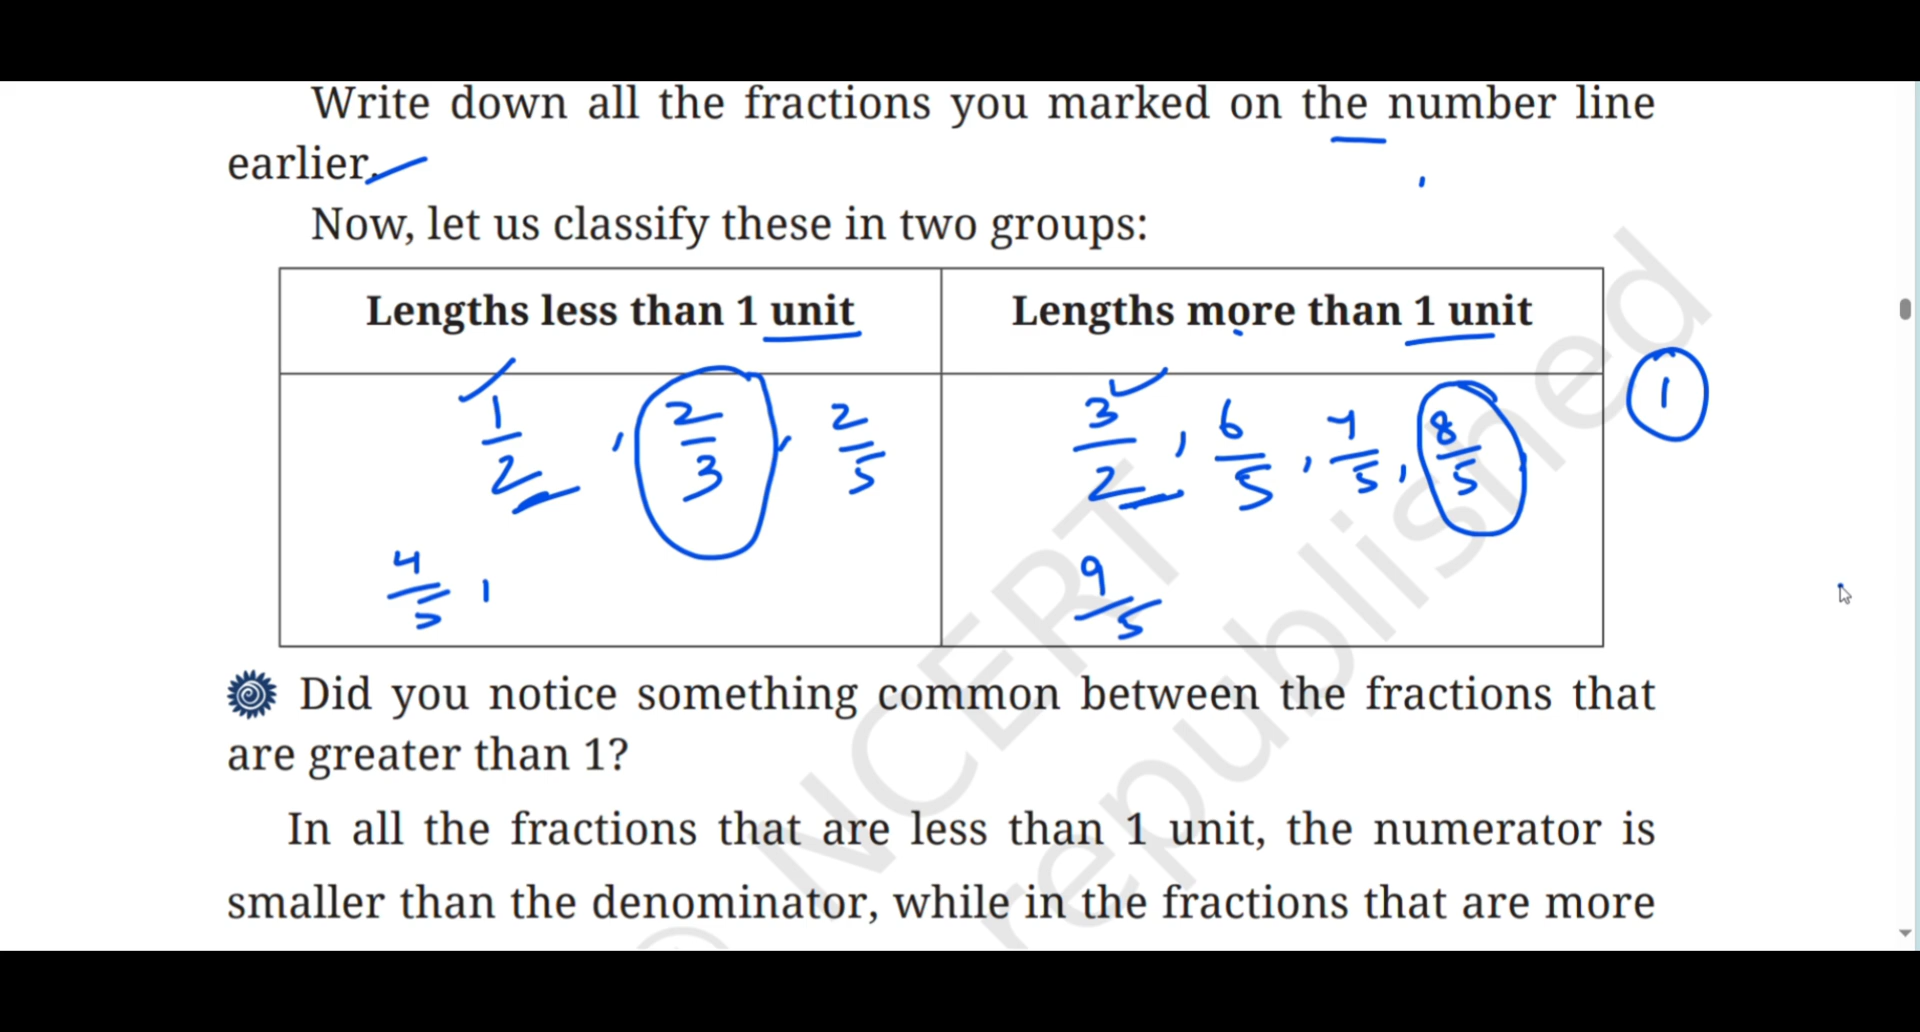 Write down all the fractions you marked on the number line
earlier.
Now, let us classify these in two groups:
Lengths less than 1 unit Lengths more than 1 unit
1/2 , 2/3 , 2/5 3/2 , 6/5 , 7/5 , 8/5 1
4/5 , 9/5
Did you notice something common between the fractions that
are greater than 1?
In all the fractions that are less than 1 unit, the numerator is
smaller than the denominator, while in the fractions that are more
© NCERT
republished